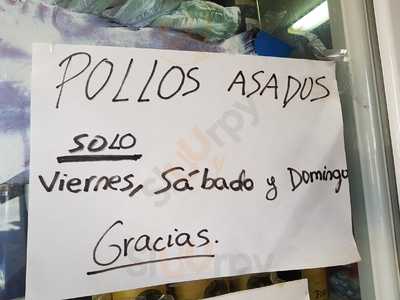 POLLOS ASADOS
SOLO
Viernes, Sábado y Domingo
Gracias.